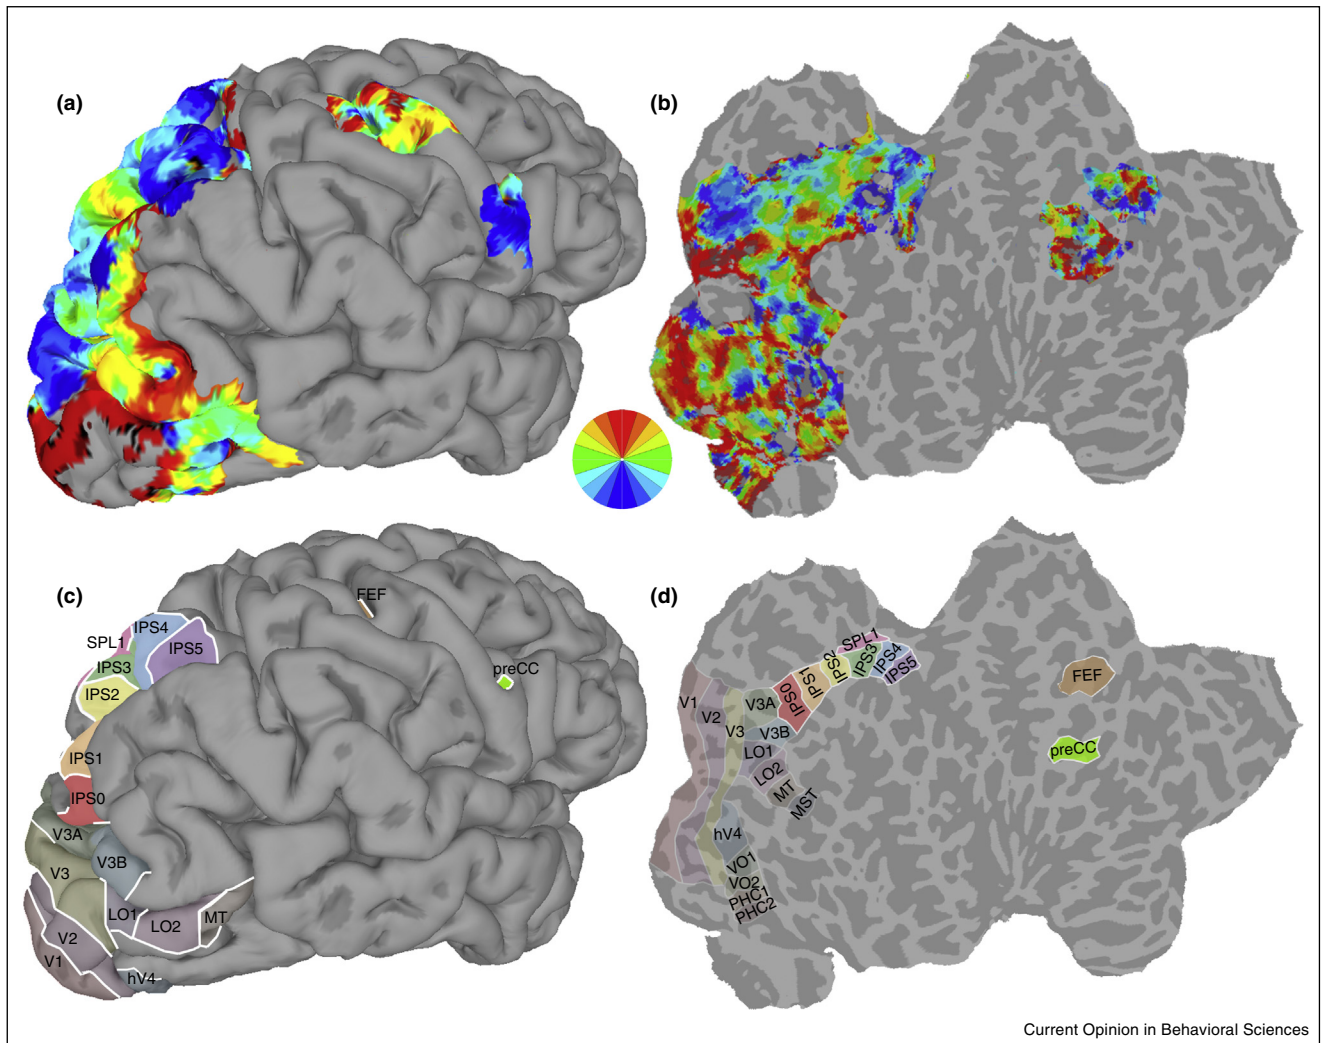 (a)
(b)
(c)
FEF
IPS4
SPL1
IPS5
IPS3
preCC
IPS2
IPS1
IPS0
V3A
V3B
V3
LO1
LO2
MT
V2
V1
hV4
(d)
SPL1
IPS2
IPS3
IPS4
IPS1
IPS5
IPS0
FEF
V1
V2
V3A
V3
V3B
LO1
preCC
LO2
MT
MST
hV4
VO1
VO2
PHC1
PHC2
Current Opinion in Behavioral Sciences